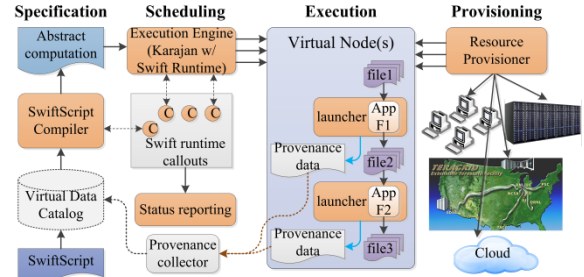 Specification
Scheduling
Execution
Provisioning
Abstract
computation
Execution Engine
(Karajan w/
Swift Runtime)
Virtual Node(s)
Resource
Provisioner
file1
SwiftScript
Compiler
C
C
C
C
Swift runtime
callouts
launcher
App
F1
Provenance
data
file2
TERAGRID
Virtual Data
Catalog
Status reporting
launcher
App
F2
Provenance
collector
Provenance
data
file3
SwiftScript
Cloud